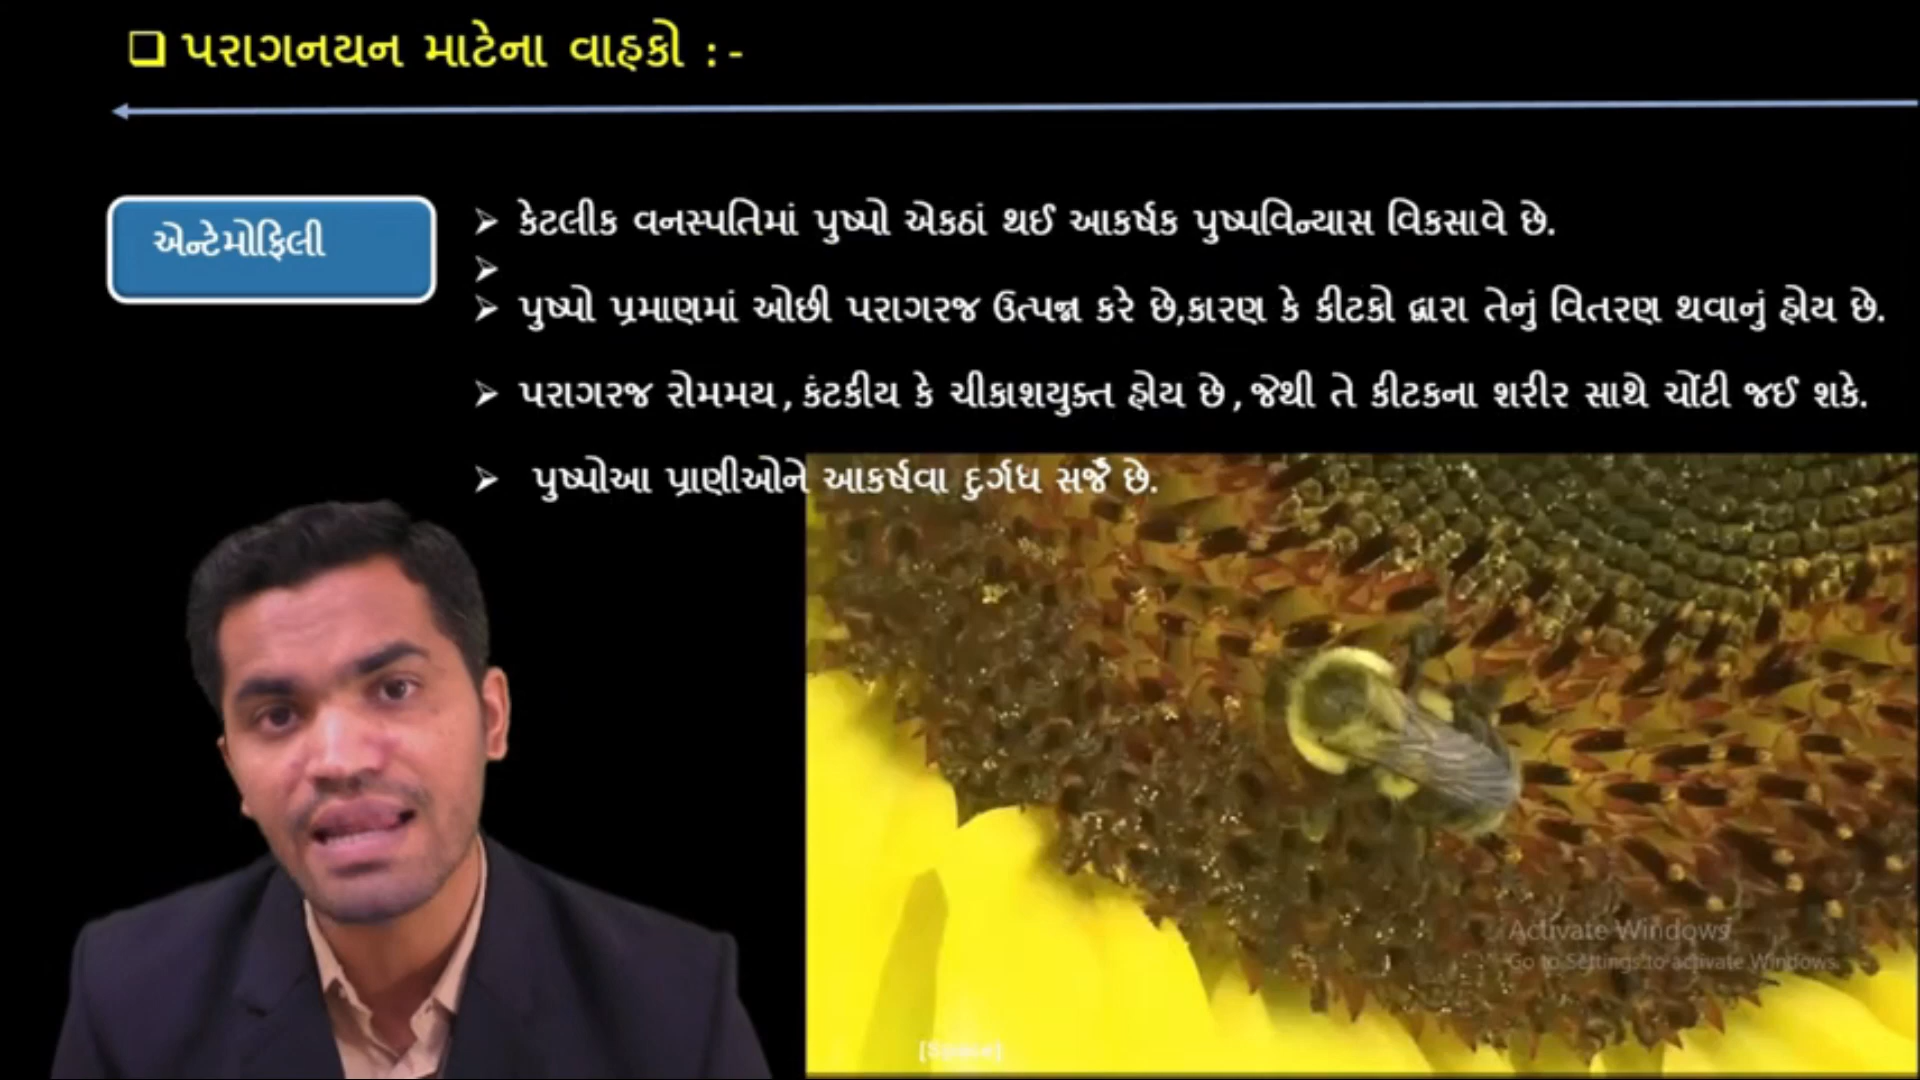 ❑ પરાગનયન માટેના વાહકો :-
એન્ટેમોફિલી
➢ કેટલીક વનસ્પતિમાં પુષ્પો એકઠાં થઈ આકર્ષક પુષ્પવિન્યાસ વિકસાવે છે.
➢
➢ પુષ્પો પ્રમાણમાં ઓછી પરાગરજ ઉત્પન્ન કરે છે,કારણ કે કીટકો દ્વારા તેનું વિતરણ થવાનું હોય છે.
➢ પરાગરજ રોમમય, કંટકીય કે ચીકાશયુક્ત હોય છે, જેથી તે કીટકના શરીર સાથે ચોંટી જઈ શકે.
➢ પુષ્પોઆ પ્રાણીઓને આકર્ષવા દુર્ગધ સર્જે છે.
Activate Windows
Go to Settings to activate Windows.
[Space]